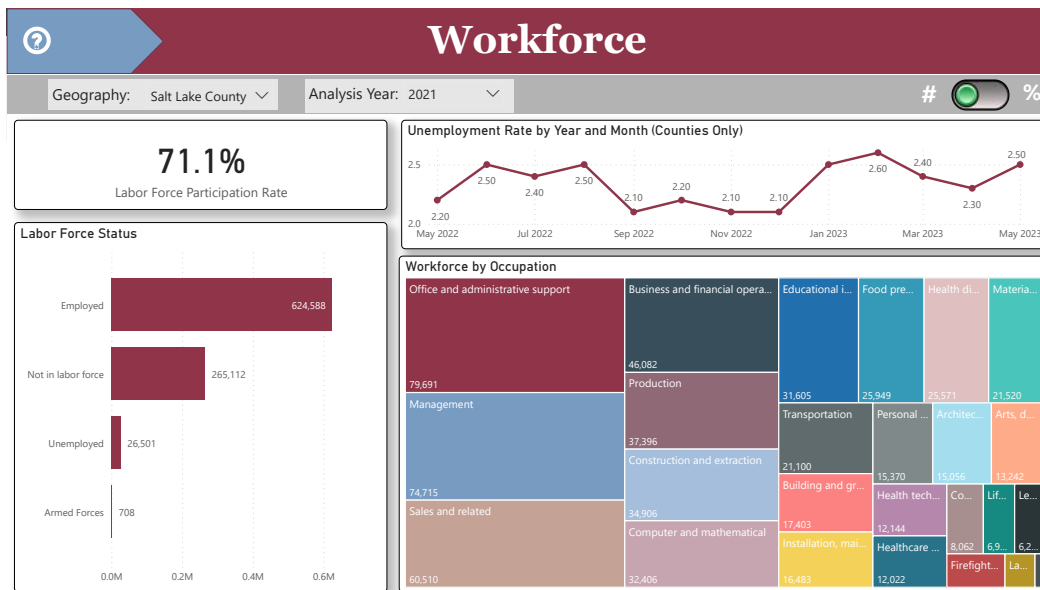 Workforce
Geography: Salt Lake County
Analysis Year: 2021
# %
71.1%
Labor Force Participation Rate
Unemployment Rate by Year and Month (Counties Only)
2.5
2.0
2.20
2.50
2.40
2.50
2.10
2.20
2.10
2.10
2.60
2.40
2.30
2.50
May 2022
Jul 2022
Sep 2022
Nov 2022
Jan 2023
Mar 2023
May 2023
Labor Force Status
Employed 624,588
Not in labor force 265,112
Unemployed 26,501
Armed Forces 708
0.0M 0.2M 0.4M 0.6M
Workforce by Occupation
Office and administrative support
79,691
Management
74,715
Sales and related
60,510
Business and financial opera...
46,082
Production
37,396
Construction and extraction
34,906
Computer and mathematical
32,406
Educational i...
31,605
Food pre...
25,949
Health di...
25,571
Materia...
21,520
Transportation
21,100
Building and gr...
17,403
Installation, mai...
16,483
Personal ...
15,370
Architec...
15,056
Arts, d...
13,242
Health tech...
12,144
Healthcare ...
12,022
Co...
8,062
Lif...
6,9...
Le...
6,2...
Firefight...
La...